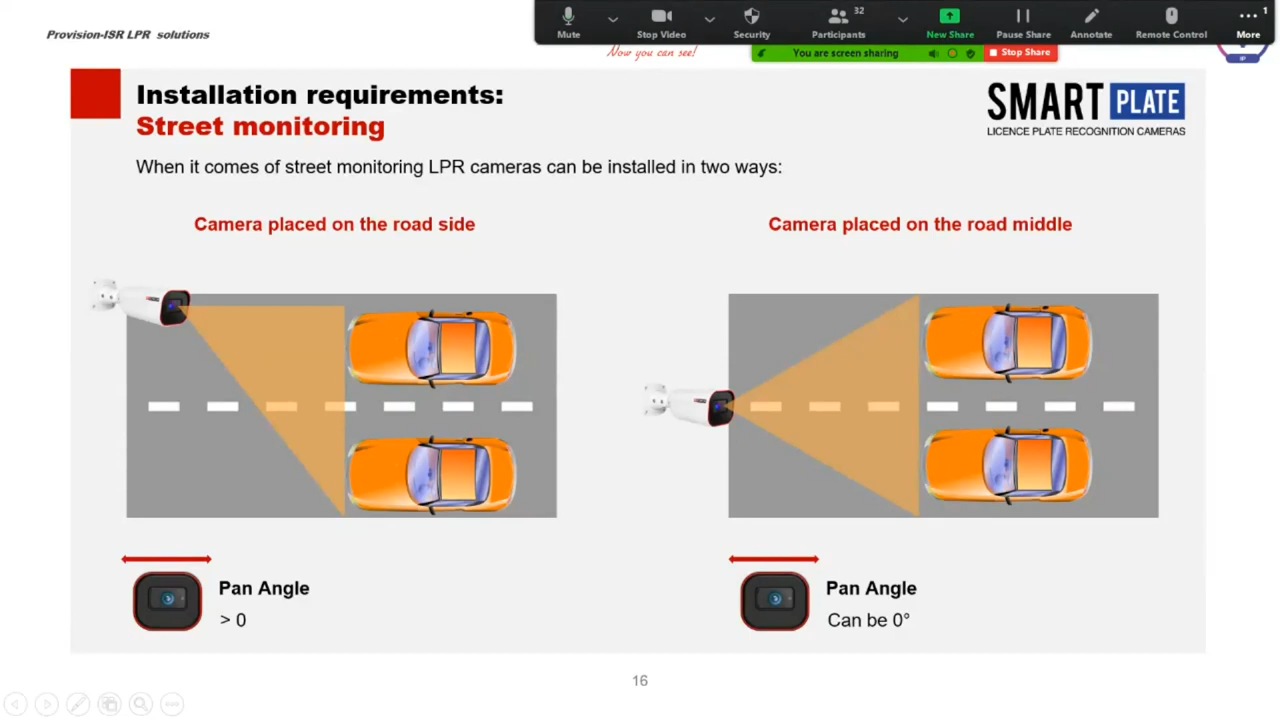 Provision-ISR LPR solutions
Mute
Stop Video
Security
32
Participants
New Share
Pause Share
Annotate
Remote Control
1
More
Now you can see!
You are screen sharing
Stop Share
IP
Installation requirements:
Street monitoring
SMART PLATE
LICENCE PLATE RECOGNITION CAMERAS
When it comes of street monitoring LPR cameras can be installed in two ways:
Camera placed on the road side
Camera placed on the road middle
Pan Angle
> 0
Pan Angle
Can be 0°
16